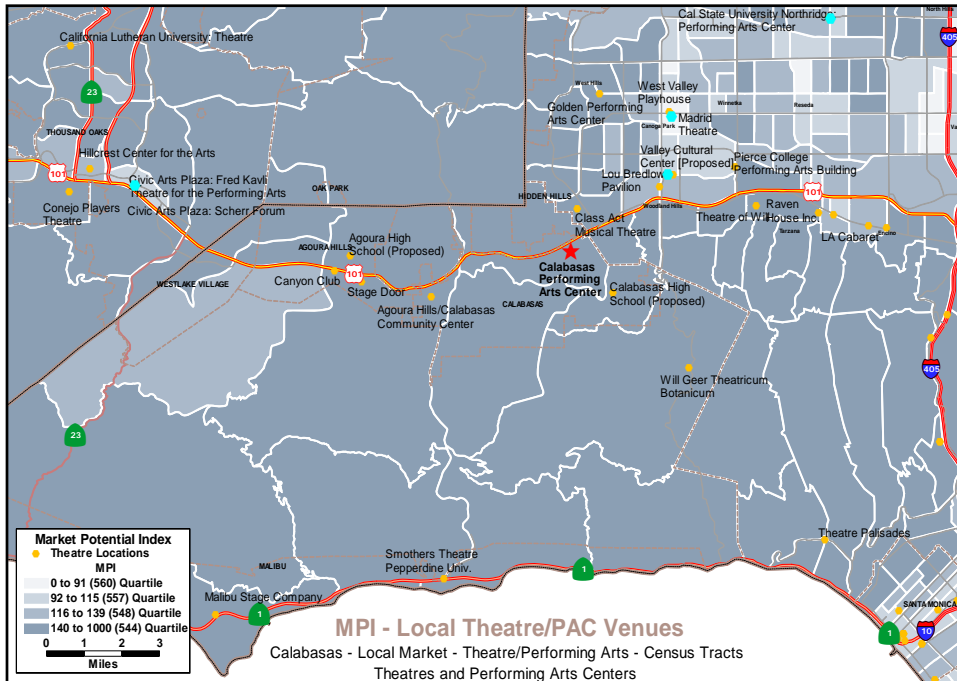 Cal State University Northridge:
Performing Arts Center
North Hills
405
California Lutheran University: Theatre
23
West Hills
West Valley
Playhouse
Golden Performing
Arts Center
Winnetka
Reseda
Canoga Park
Madrid
Theatre
THOUSAND OAKS
Hillcrest Center for the Arts
Valley Cultural
Center [Proposed]
Pierce College
Performing Arts Building
101
Civic Arts Plaza: Fred Kavli
Theatre for the Performing Arts
OAK PARK
Lou Bredlow
Pavilion
101
HIDDEN HILLS
Conejo Players
Theatre
Civic Arts Plaza: Scherr Forum
Woodland Hills
Class Act
Musical Theatre
Theatre of Will
Raven
House Inc.
Tarzana
LA Cabaret
Encino
AGOURA HILLS
Agoura High
School (Proposed)
101
Canyon Club
Stage Door
WESTLAKE VILLAGE
Calabasas
Performing
Arts Center
Calabasas High
School (Proposed)
CALABASAS
Agoura Hills/Calabasas
Community Center
405
Will Geer Theatricum
Botanicum
23
Market Potential Index
Theatre Locations
MPI
0 to 91 (560) Quartile
92 to 115 (557) Quartile
116 to 139 (548) Quartile
140 to 1000 (544) Quartile
0 1 2 3
Miles
Theatre Palisades
Smothers Theatre
Pepperdine Univ.
MALIBU
1
Malibu Stage Company
1
SANTA MONICA
1
10
MPI - Local Theatre/PAC Venues
Calabasas - Local Market - Theatre/Performing Arts - Census Tracts
Theatres and Performing Arts Centers